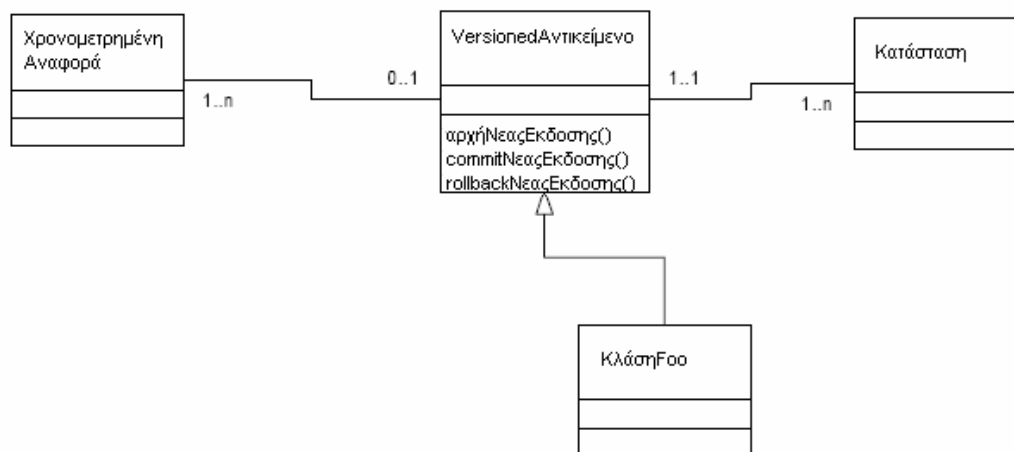 Χρονομετρημένη
Αναφορά
1..n
0..1
VersionedΑντικείμενο
αρχήΝεαςΕκδοσης()
commitΝεαςΕκδοσης()
rollbackΝεαςΕκδοσης()
1..1
1..n
Κατάσταση
ΚλάσηFoo